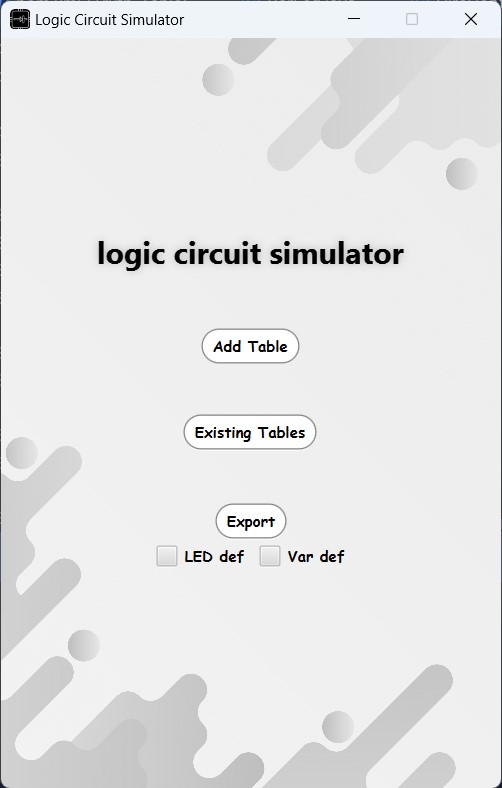 Logic Circuit Simulator
logic circuit simulator
Add Table
Existing Tables
Export
LED def Var def